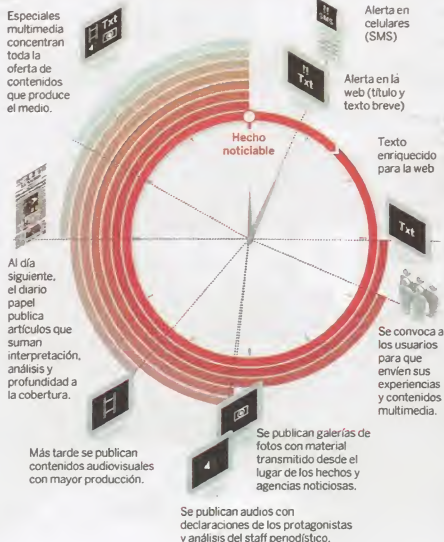 Especiales
multimedia
concentran
toda la
oferta de
contenidos
que produce
el medio.
Txt
!!
SMS
Alerta en
celulares
(SMS)
!!
Txt
Alerta en la
web (título y
texto breve)
Hecho
noticiable
Texto
enriquecido
para la web
Txt
Se convoca a
los usuarios
para que
envíen sus
experiencias
y contenidos
multimedia.
Se publican galerías de
fotos con material
transmitido desde el
lugar de los hechos y
agencias noticiosas.
Se publican audios con
declaraciones de los protagonistas
y análisis del staff periodístico.
Más tarde se publican
contenidos audiovisuales
con mayor producción.
Al día
siguiente,
el diario
papel
publica
artículos que
suman
interpretación,
análisis y
profundidad a
la cobertura.